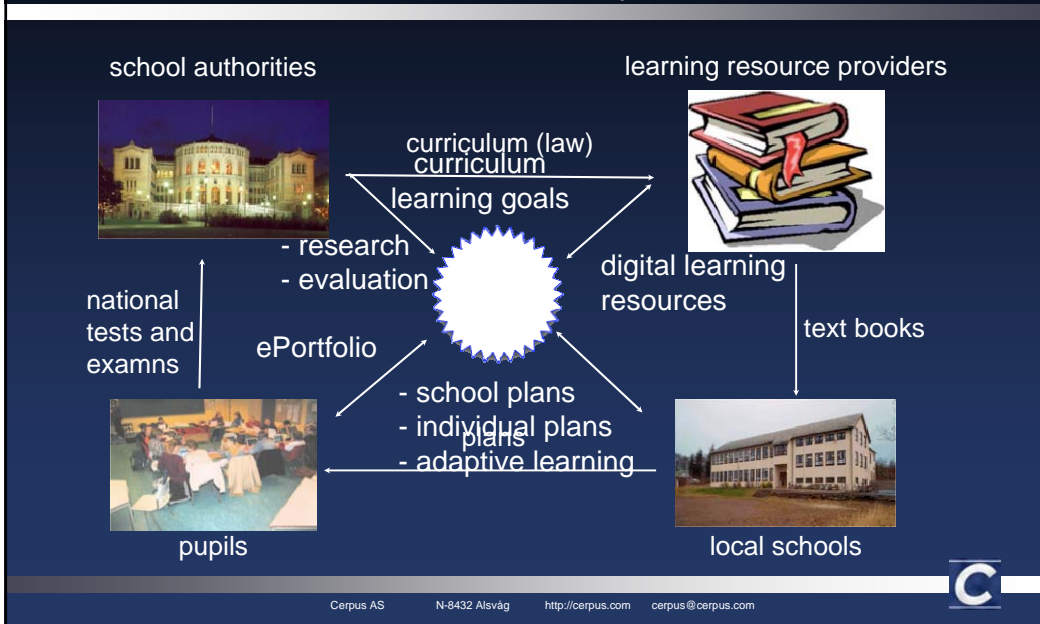 school authorities
learning resource providers
curriculum (law)
curriculum
learning goals
- research
- evaluation
digital learning
resources
national
tests and
examns
text books
ePortfolio
- school plans
- individual plans
plans
- adaptive learning
pupils
local schools
C
Cerpus AS N-8432 Alsvåg http://cerpus.com cerpus@cerpus.com